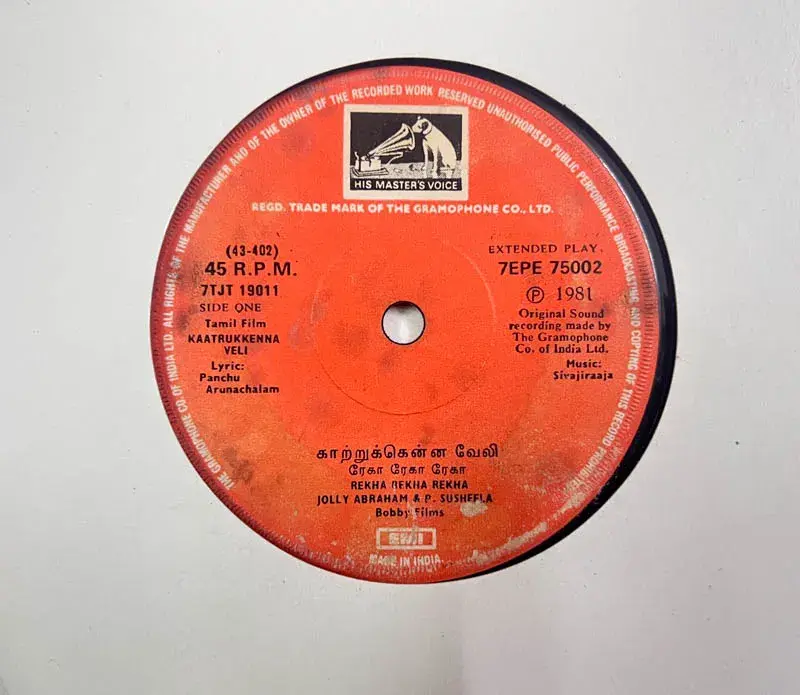 THE GRAMOPHONE CO. OF INDIA LTD. ALL RIGHTS OF THE MANUFACTURER AND OF THE OWNER OF THE RECORDED WORK RESERVED UNAUTHORISED PUBLIC PERFORMANCE BROADCASTING AND COPYING OF THIS RECORD PROHIBITED
HIS MASTER'S VOICE
REGD. TRADE MARK OF THE GRAMOPHONE CO., LTD.
(43-402)
45 R.P.M.
7TJT 19011
SIDE ONE
Tamil Film
KAATRUKKENNA
VELI
Lyric:
Panchu
Arunachalam
EXTENDED PLAY.
7EPE 75002
Ⓟ 1981
Original Sound
recording made by
The Gramophone
Co. of India Ltd.
Music:
Sivajiraaja
காற்றுக்கென்ன வேலி
ரேகா ரேகா ரேகா
REKHA REKHA REKHA
JOLLY ABRAHAM & P. SUSHEELA
Bobby Films
EMI
MADE IN INDIA